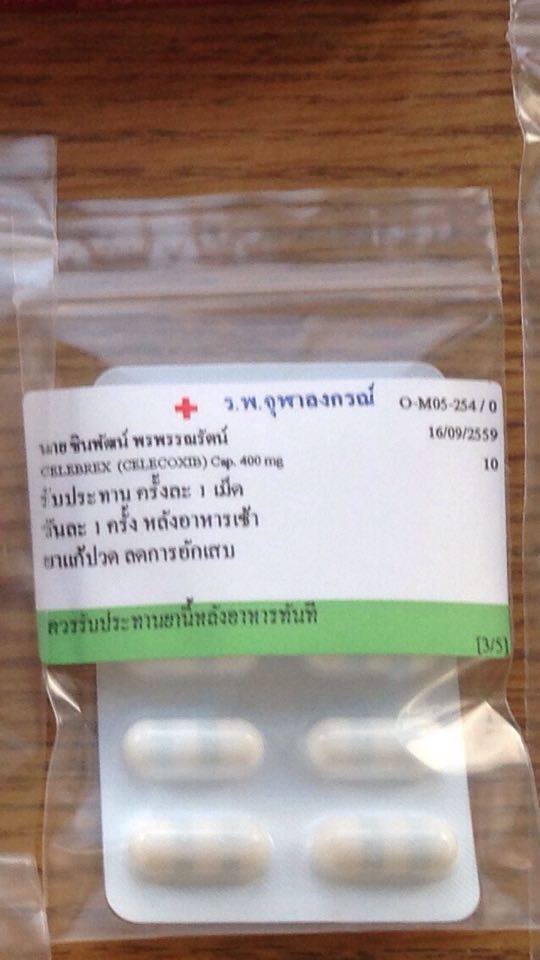 ร.พ.จุฬาลงกรณ์ O-M05-254 / 0
16/09/2559
นาย ชินพัฒน์ พรพรรณรัตน์
CELEBREX (CELECOXIB) Cap. 400 mg 10
รับประทาน ครั้งละ 1 เม็ด
วันละ 1 ครั้ง หลังอาหารเช้า
ยาแก้ปวด ลดการอักเสบ
ควรรับประทานยานี้หลังอาหารทันที
[3/5]